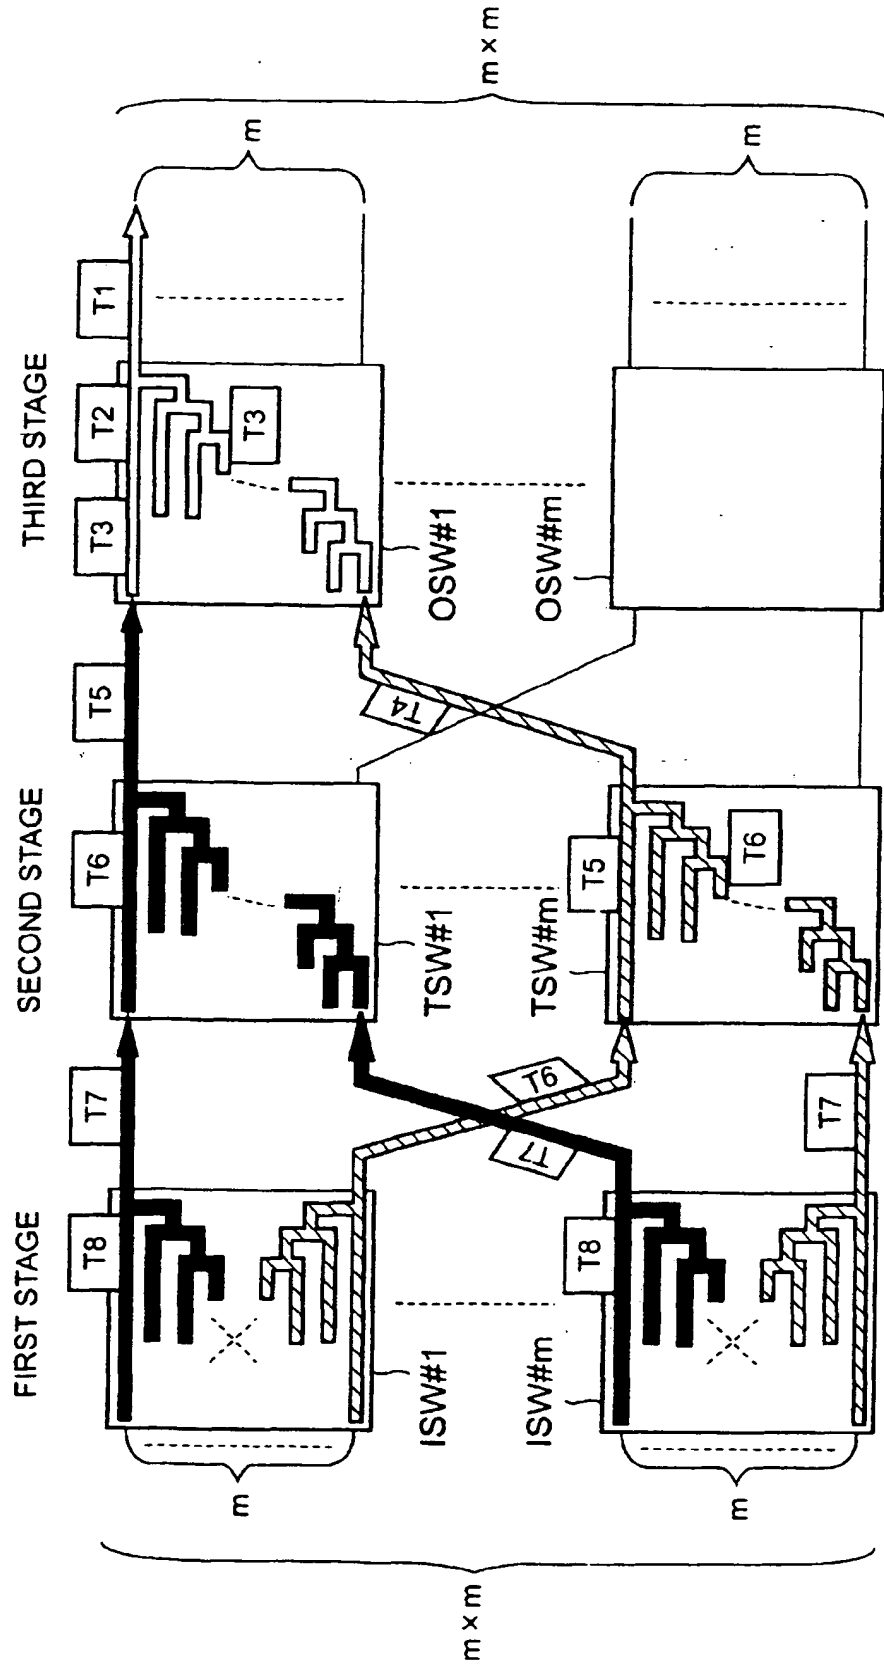 FIRST STAGE
SECOND STAGE
THIRD STAGE
T8
T7
T6
T5
T3
T2
T1
T3
m
m
ISW#1
TSW#1
OSW#1
T4
T6
T7
m × m
m × m
ISW#m
TSW#m
OSW#m
T8
T5
T7
T6
m
m